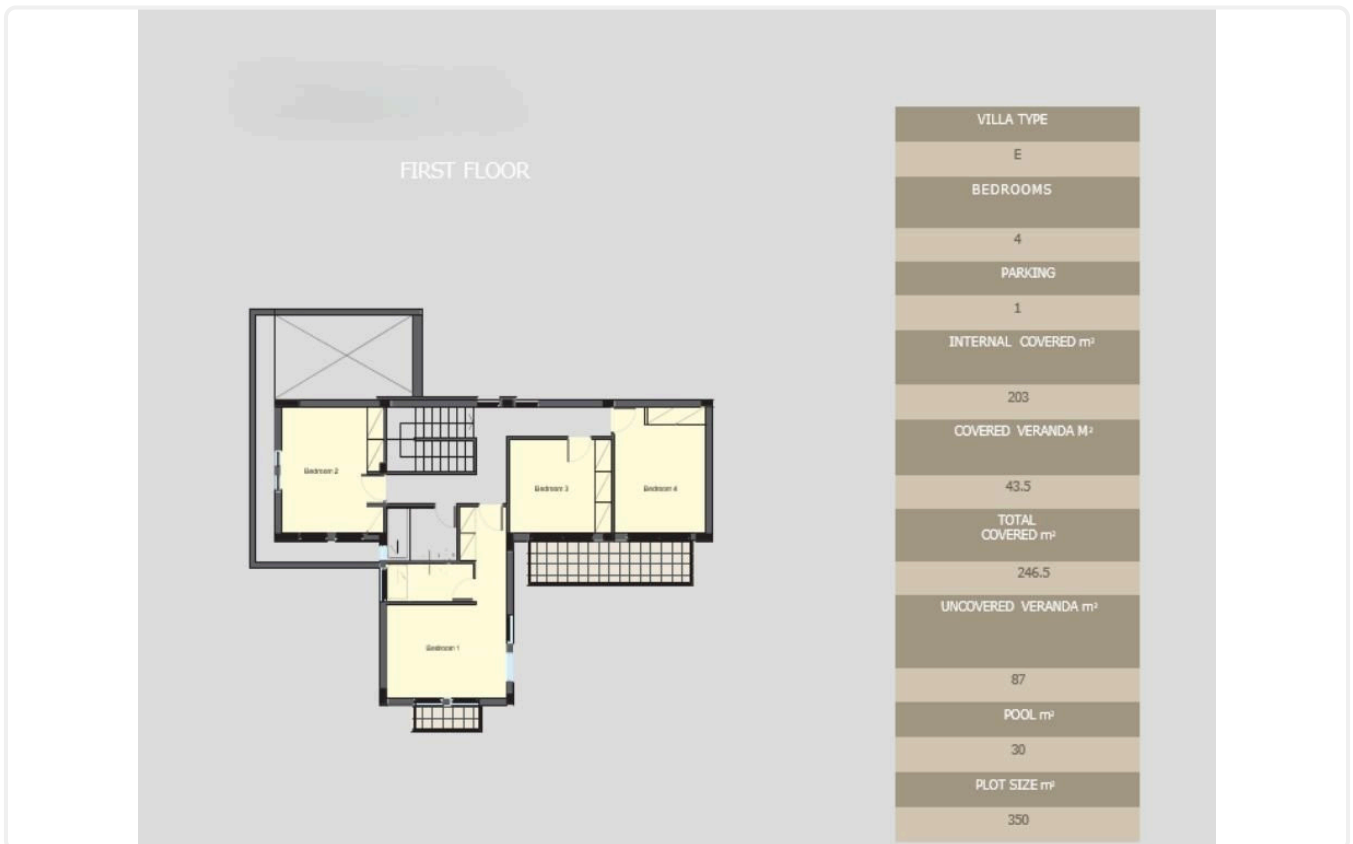 FIRST FLOOR
Bedroom 2
Bedroom 3
Bedroom 4
Bedroom 1
VILLA TYPE
E
BEDROOMS
4
PARKING
1
INTERNAL COVERED m²
203
COVERED VERANDA M²
43.5
TOTAL
COVERED m²
246.5
UNCOVERED VERANDA m²
87
POOL m²
30
PLOT SIZE m²
350